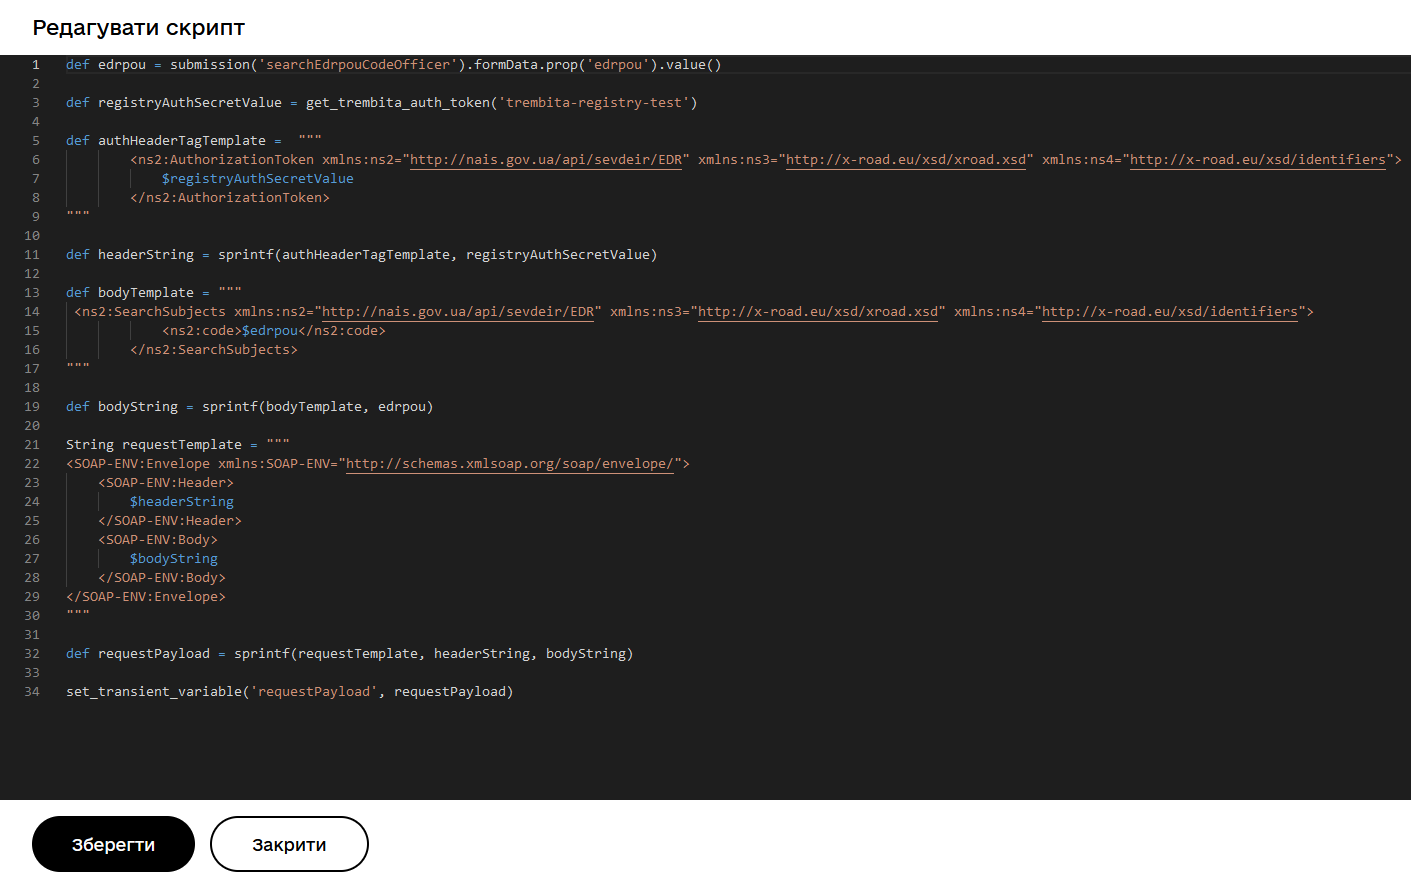 Редагувати скрипт
1 def edrpou = submission('searchEdrpouCodeOfficer').formData.prop('edrpou').value()
2
3 def registryAuthSecretValue = get_trembita_auth_token('trembita-registry-test')
4
5 def authHeaderTagTemplate =  """
6         <ns2:AuthorizationToken xmlns:ns2="http://nais.gov.ua/api/sevdeir/EDR" xmlns:ns3="http://x-road.eu/xsd/xroad.xsd" xmlns:ns4="http://x-road.eu/xsd/identifiers">
7             $registryAuthSecretValue
8         </ns2:AuthorizationToken>
9 """
10
11 def headerString = sprintf(authHeaderTagTemplate, registryAuthSecretValue)
12
13 def bodyTemplate = """
14  <ns2:SearchSubjects xmlns:ns2="http://nais.gov.ua/api/sevdeir/EDR" xmlns:ns3="http://x-road.eu/xsd/xroad.xsd" xmlns:ns4="http://x-road.eu/xsd/identifiers">
15             <ns2:code>$edrpou</ns2:code>
16         </ns2:SearchSubjects>
17 """
18
19 def bodyString = sprintf(bodyTemplate, edrpou)
20
21 String requestTemplate = """
22 <SOAP-ENV:Envelope xmlns:SOAP-ENV="http://schemas.xmlsoap.org/soap/envelope/">
23     <SOAP-ENV:Header>
24         $headerString
25     </SOAP-ENV:Header>
26     <SOAP-ENV:Body>
27         $bodyString
28     </SOAP-ENV:Body>
29 </SOAP-ENV:Envelope>
30 """
31
32 def requestPayload = sprintf(requestTemplate, headerString, bodyString)
33
34 set_transient_variable('requestPayload', requestPayload)
Зберегти Закрити